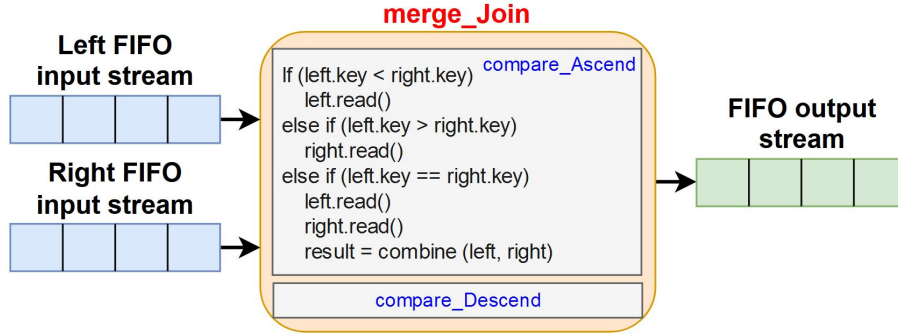 merge_Join
Left FIFO
input stream
Right FIFO
input stream
compare_Ascend
If (left.key < right.key)
left.read()
else if (left.key > right.key)
right.read()
else if (left.key == right.key)
left.read()
right.read()
result = combine (left, right)
compare_Descend
FIFO output
stream